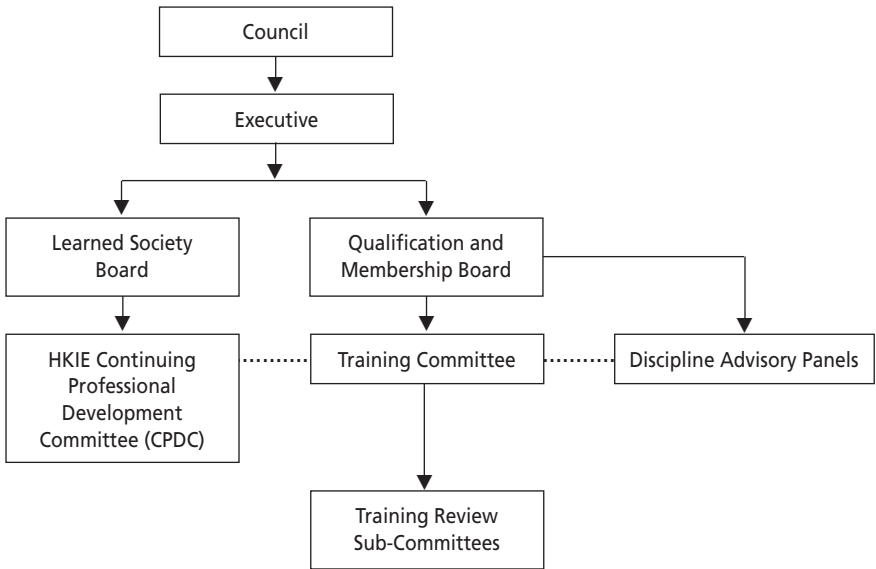 Council
Executive
Learned Society
Board
Qualification and
Membership Board
HKIE Continuing
Professional
Development
Committee (CPDC)
Training Committee
Discipline Advisory Panels
Training Review
Sub-Committees